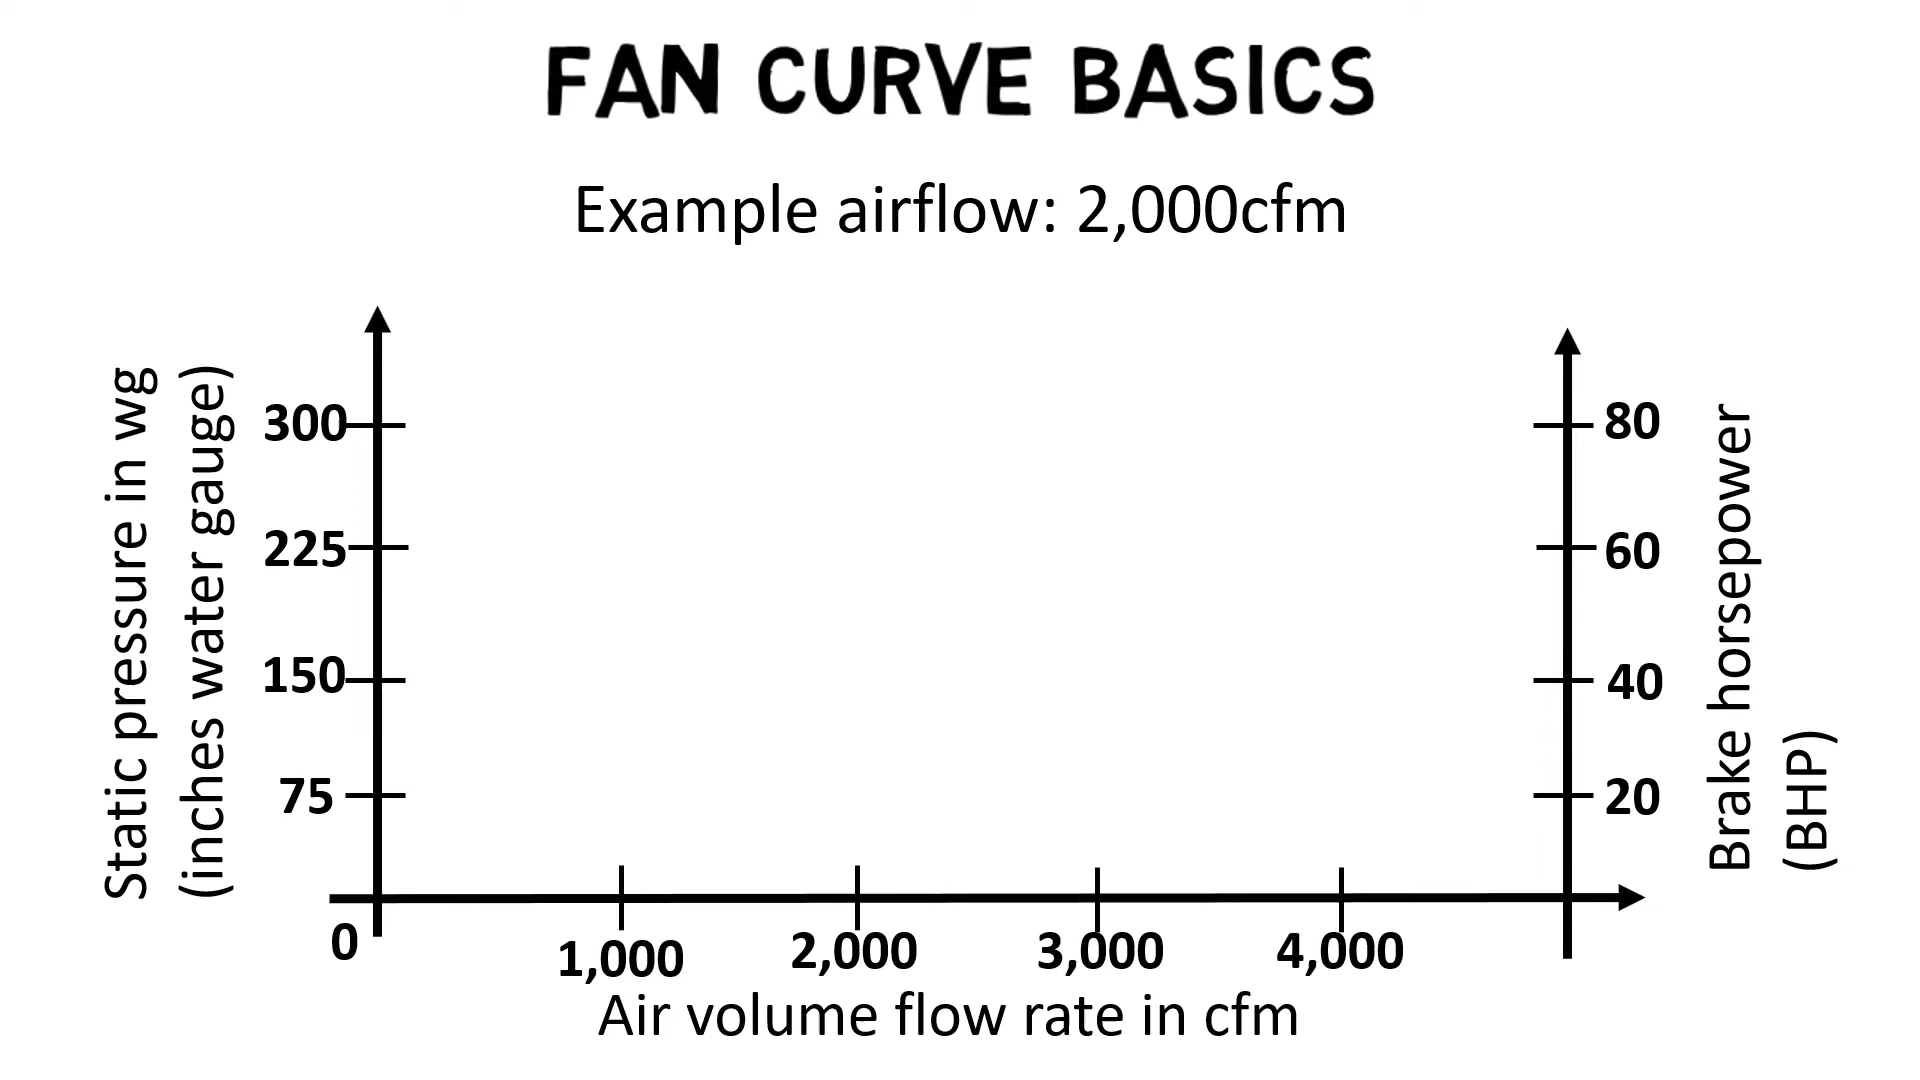 FAN CURVE BASICS
Example airflow: 2,000cfm
Static pressure in wg
(inches water gauge)
300
225
150
75
0
1,000
2,000
3,000
4,000
Air volume flow rate in cfm
80
60
40
20
Brake horsepower
(BHP)